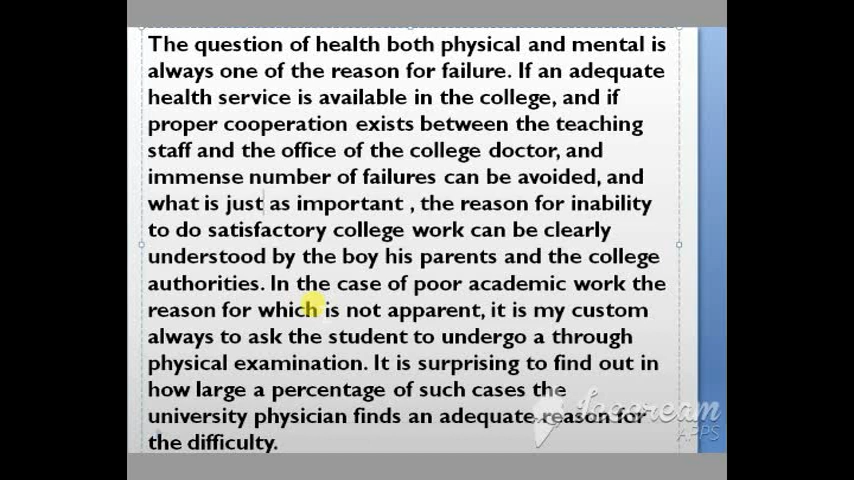 The question of health both physical and mental is
always one of the reason for failure. If an adequate
health service is available in the college, and if
proper cooperation exists between the teaching
staff and the office of the college doctor, and
immense number of failures can be avoided, and
what is just as important , the reason for inability
to do satisfactory college work can be clearly
understood by the boy his parents and the college
authorities. In the case of poor academic work the
reason for which is not apparent, it is my custom
always to ask the student to undergo a through
physical examination. It is surprising to find out in
how large a percentage of such cases the
university physician finds an adequate reason for
the difficulty.
APPS